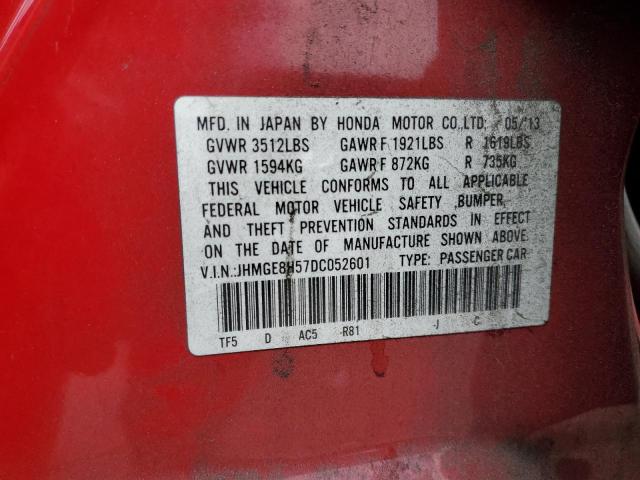 MFD. IN JAPAN BY HONDA MOTOR CO.,LTD. 05/'13
GVWR 3512LBS GAWR F 1921LBS R 1619LBS
GVWR 1594KG GAWR F 872KG R 735KG
THIS VEHICLE CONFORMS TO ALL APPLICABLE
FEDERAL MOTOR VEHICLE SAFETY, BUMPER,
AND THEFT PREVENTION STANDARDS IN EFFECT
ON THE DATE OF MANUFACTURE SHOWN ABOVE.
V.I.N.:JHMGE8H57DC052601 TYPE: PASSENGER CAR
TF5 D AC5 -R81 -J C